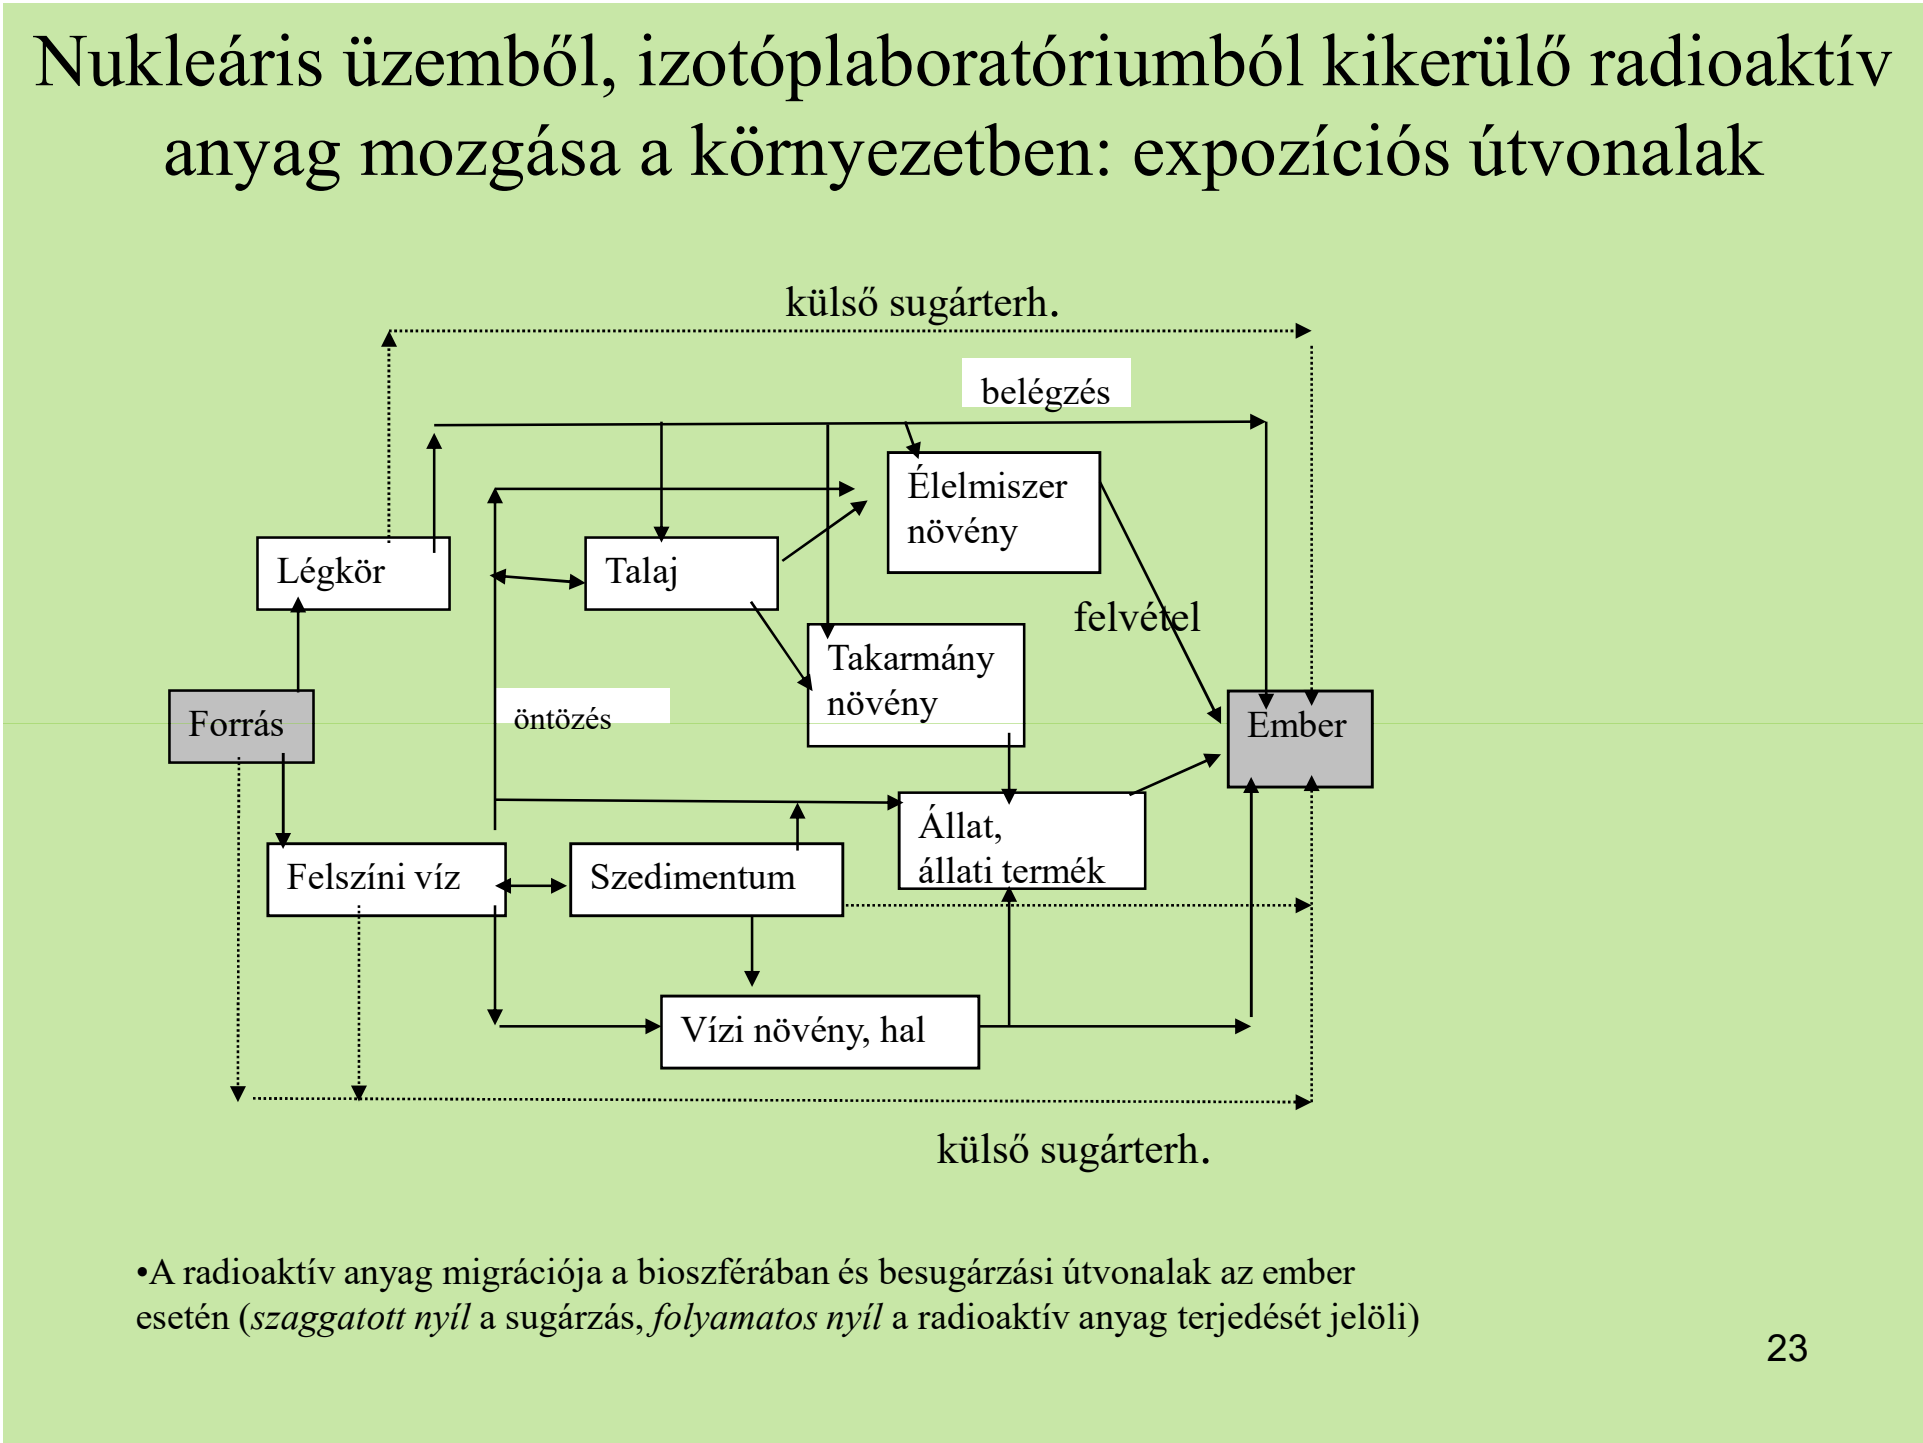 Nukleáris üzemből, izotóplaboratóriumból kikerülő radioaktív
anyag mozgása a környezetben: expozíciós útvonalak
külső sugárterh.
belégzés
Élelmiszer
növény
Légkör
Talaj
felvétel
Takarmány
növény
Forrás
öntözés
Ember
Állat,
állati termék
Felszíni víz
Szedimentum
Vízi növény, hal
külső sugárterh.
•A radioaktív anyag migrációja a bioszférában és besugárzási útvonalak az ember
esetén (szaggatott nyíl a sugárzás, folyamatos nyíl a radioaktív anyag terjedését jelöli)
23